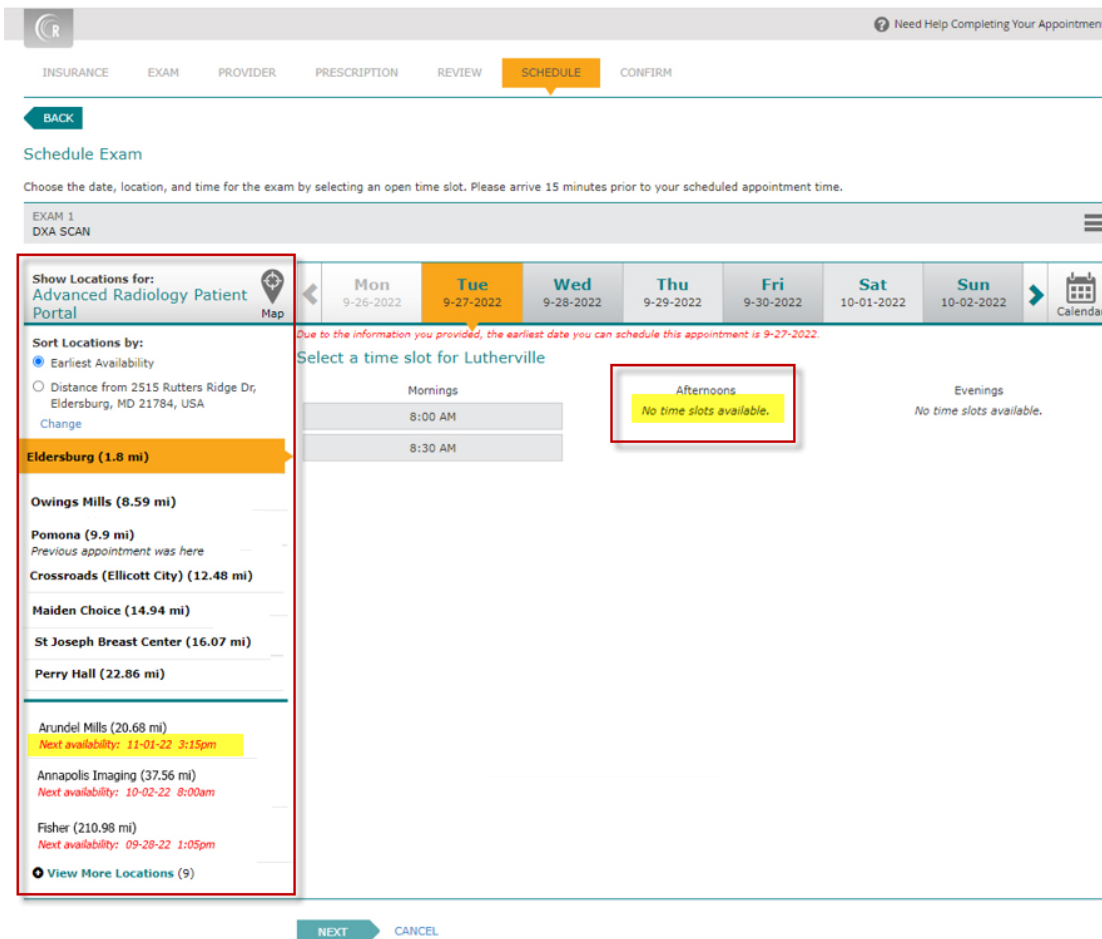 R
Need Help Completing Your Appointmen
INSURANCE EXAM PROVIDER PRESCRIPTION REVIEW SCHEDULE CONFIRM
BACK
Schedule Exam
Choose the date, location, and time for the exam by selecting an open time slot. Please arrive 15 minutes prior to your scheduled appointment time.
EXAM 1
DXA SCAN
Show Locations for:
Advanced Radiology Patient
Portal
Map
Mon Tue Wed Thu Fri Sat Sun
9-26-2022 9-27-2022 9-28-2022 9-29-2022 9-30-2022 10-01-2022 10-02-2022
Calendar
Sort Locations by:
Earliest Availability
Distance from 2515 Rutters Ridge Dr,
Eldersburg, MD 21784, USA
Change
Eldersburg (1.8 mi)
Owings Mills (8.59 mi)
Pomona (9.9 mi)
Previous appointment was here
Crossroads (Ellicott City) (12.48 mi)
Maiden Choice (14.94 mi)
St Joseph Breast Center (16.07 mi)
Perry Hall (22.86 mi)
Arundel Mills (20.68 mi)
Next availability: 11-01-22 3:15pm
Annapolis Imaging (37.56 mi)
Next availability: 10-02-22 8:00am
Fisher (210.98 mi)
Next availability: 09-28-22 1:05pm
View More Locations (9)
Due to the information you provided, the earliest date you can schedule this appointment is 9-27-2022.
Select a time slot for Lutherville
Mornings
8:00 AM
8:30 AM
Afternoons
No time slots available.
Evenings
No time slots available.
NEXT CANCEL